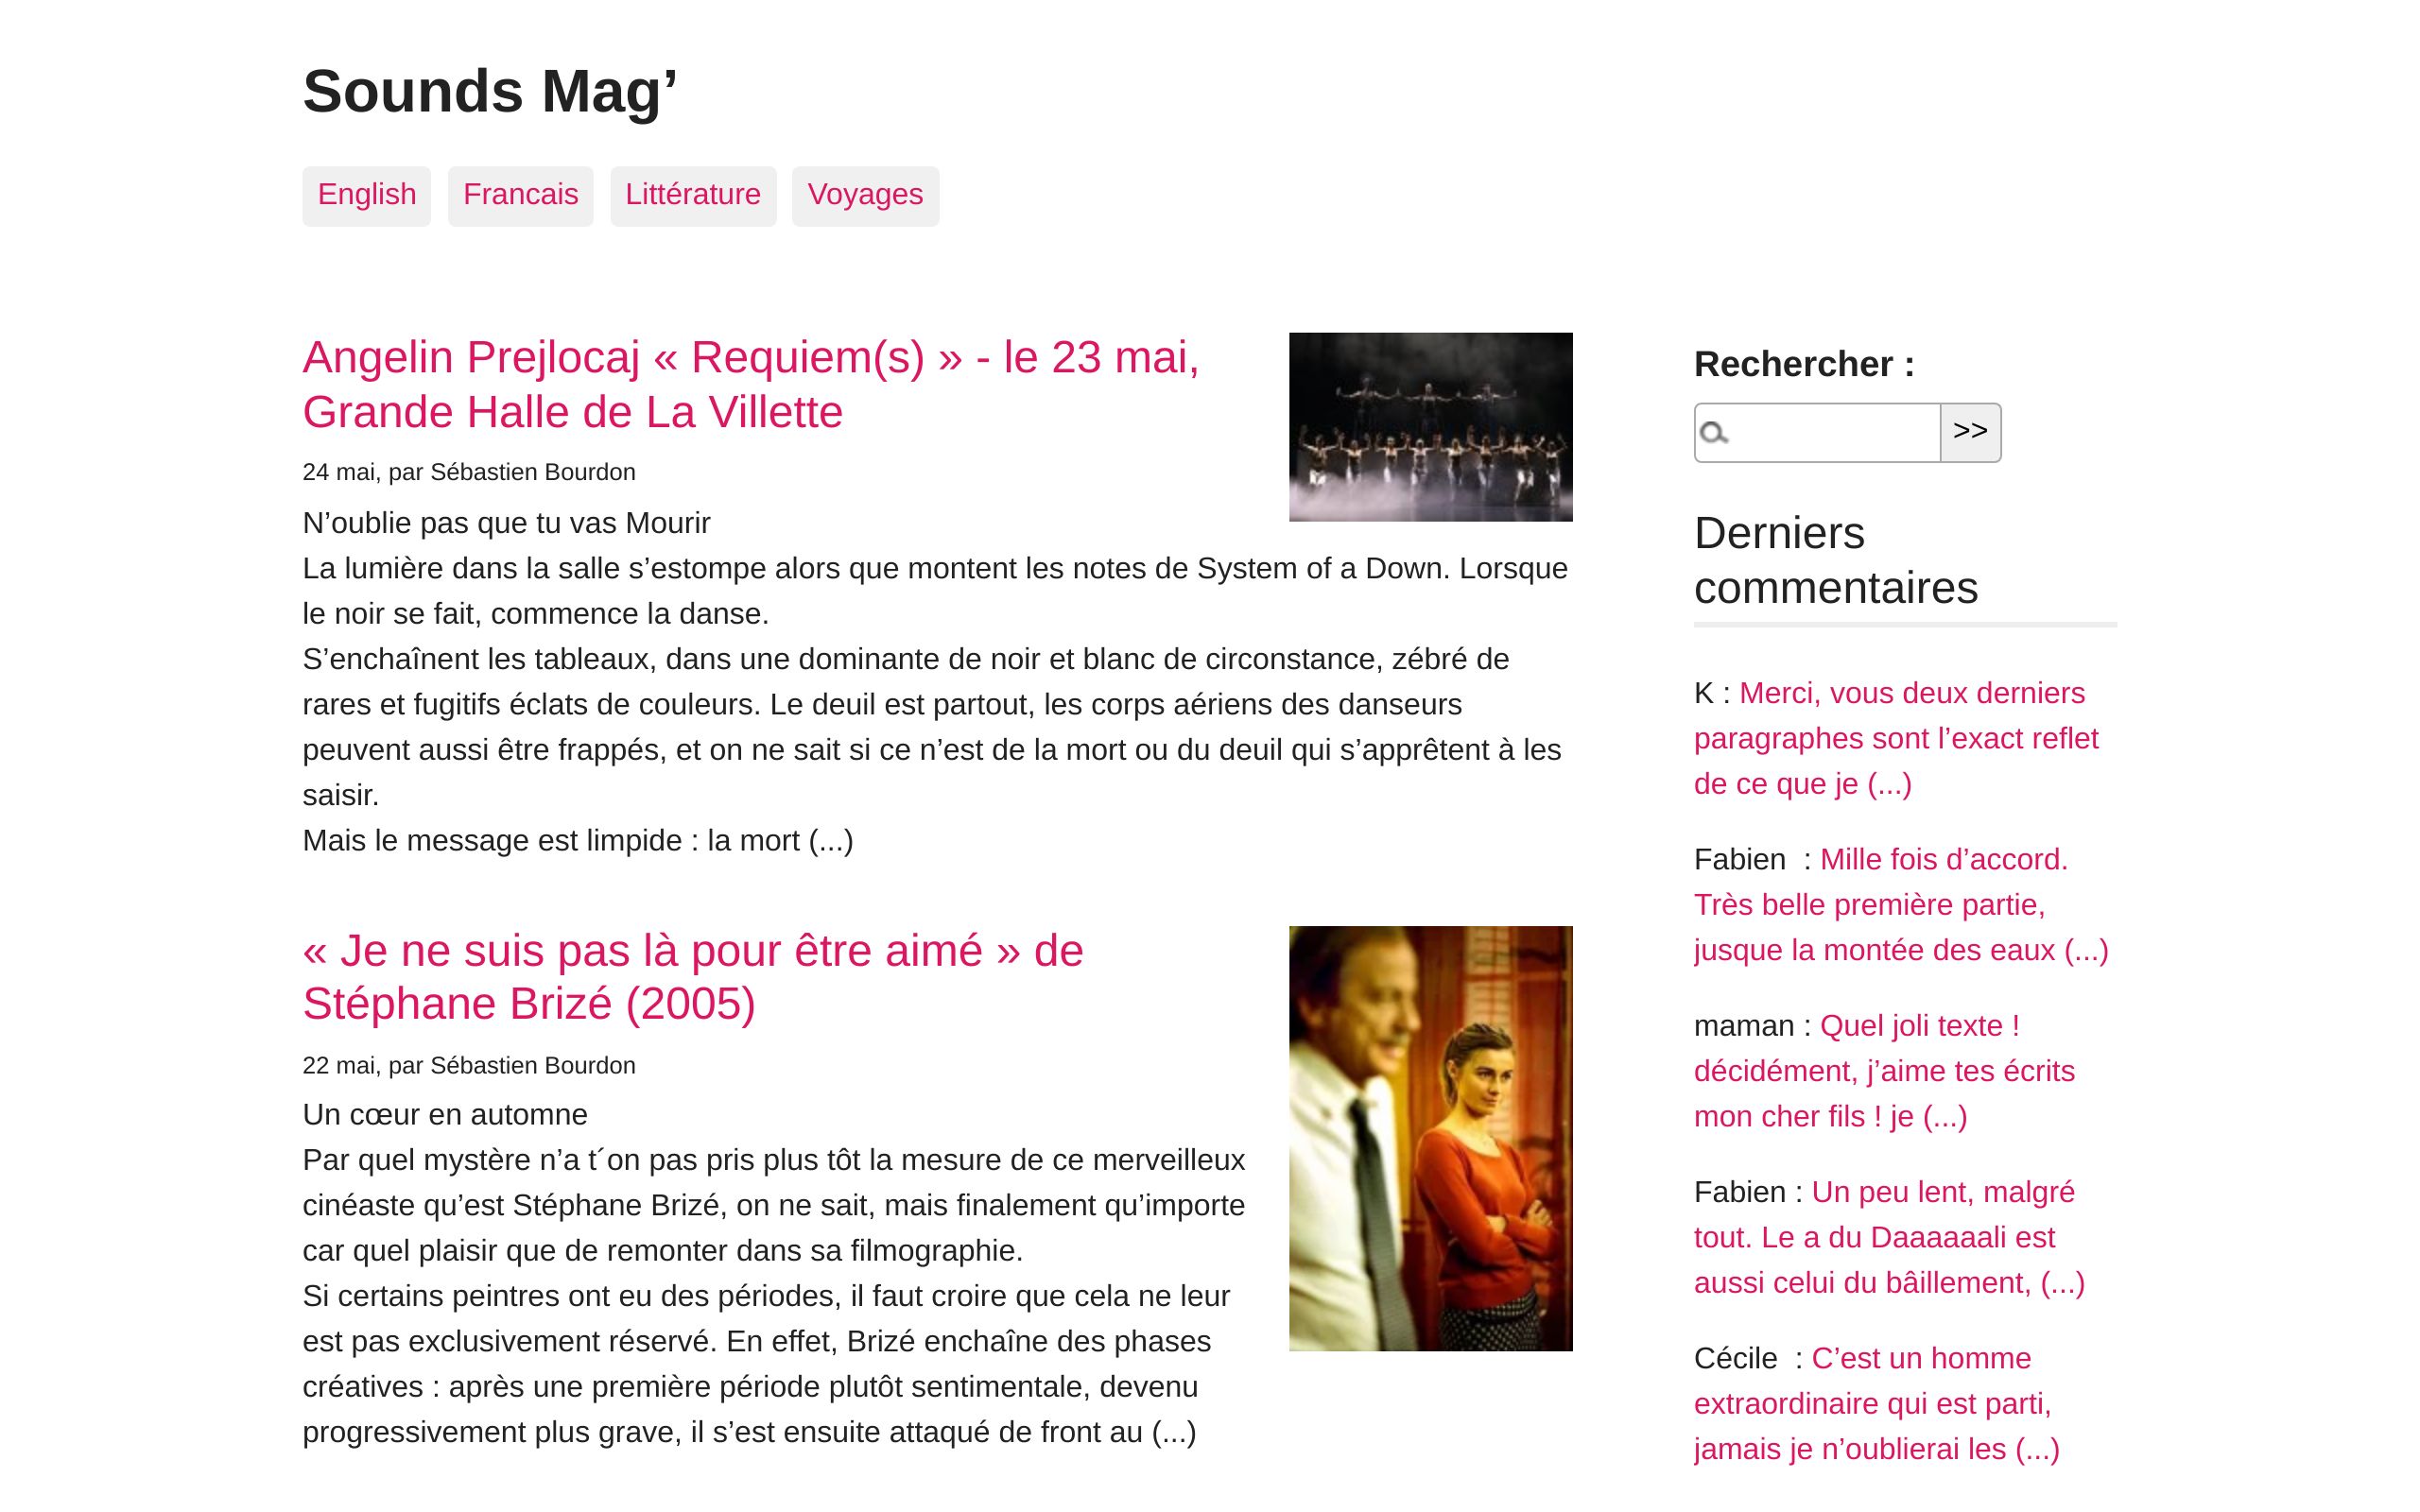 Sounds Mag’
English
Francais
Littérature
Voyages
Angelin Prejlocaj « Requiem(s) » - le 23 mai,
Grande Halle de La Villette
24 mai, par Sébastien Bourdon
N’oublie pas que tu vas Mourir
La lumière dans la salle s’estompe alors que montent les notes de System of a Down. Lorsque
le noir se fait, commence la danse.
S’enchaînent les tableaux, dans une dominante de noir et blanc de circonstance, zébré de
rares et fugitifs éclats de couleurs. Le deuil est partout, les corps aériens des danseurs
peuvent aussi être frappés, et on ne sait si ce n’est de la mort ou du deuil qui s’apprêtent à les
saisir.
Mais le message est limpide : la mort (...)
« Je ne suis pas là pour être aimé » de
Stéphane Brizé (2005)
22 mai, par Sébastien Bourdon
Un cœur en automne
Par quel mystère n’a t´on pas pris plus tôt la mesure de ce merveilleux
cinéaste qu’est Stéphane Brizé, on ne sait, mais finalement qu’importe
car quel plaisir que de remonter dans sa filmographie.
Si certains peintres ont eu des périodes, il faut croire que cela ne leur
est pas exclusivement réservé. En effet, Brizé enchaîne des phases
créatives : après une première période plutôt sentimentale, devenu
progressivement plus grave, il s’est ensuite attaqué de front au (...)
Rechercher :
>>
Derniers
commentaires
K : Merci, vous deux derniers
paragraphes sont l’exact reflet
de ce que je (...)
Fabien  : Mille fois d’accord.
Très belle première partie,
jusque la montée des eaux (...)
maman : Quel joli texte !
décidément, j’aime tes écrits
mon cher fils ! je (...)
Fabien : Un peu lent, malgré
tout. Le a du Daaaaaali est
aussi celui du bâillement, (...)
Cécile  : C’est un homme
extraordinaire qui est parti,
jamais je n’oublierai les (...)